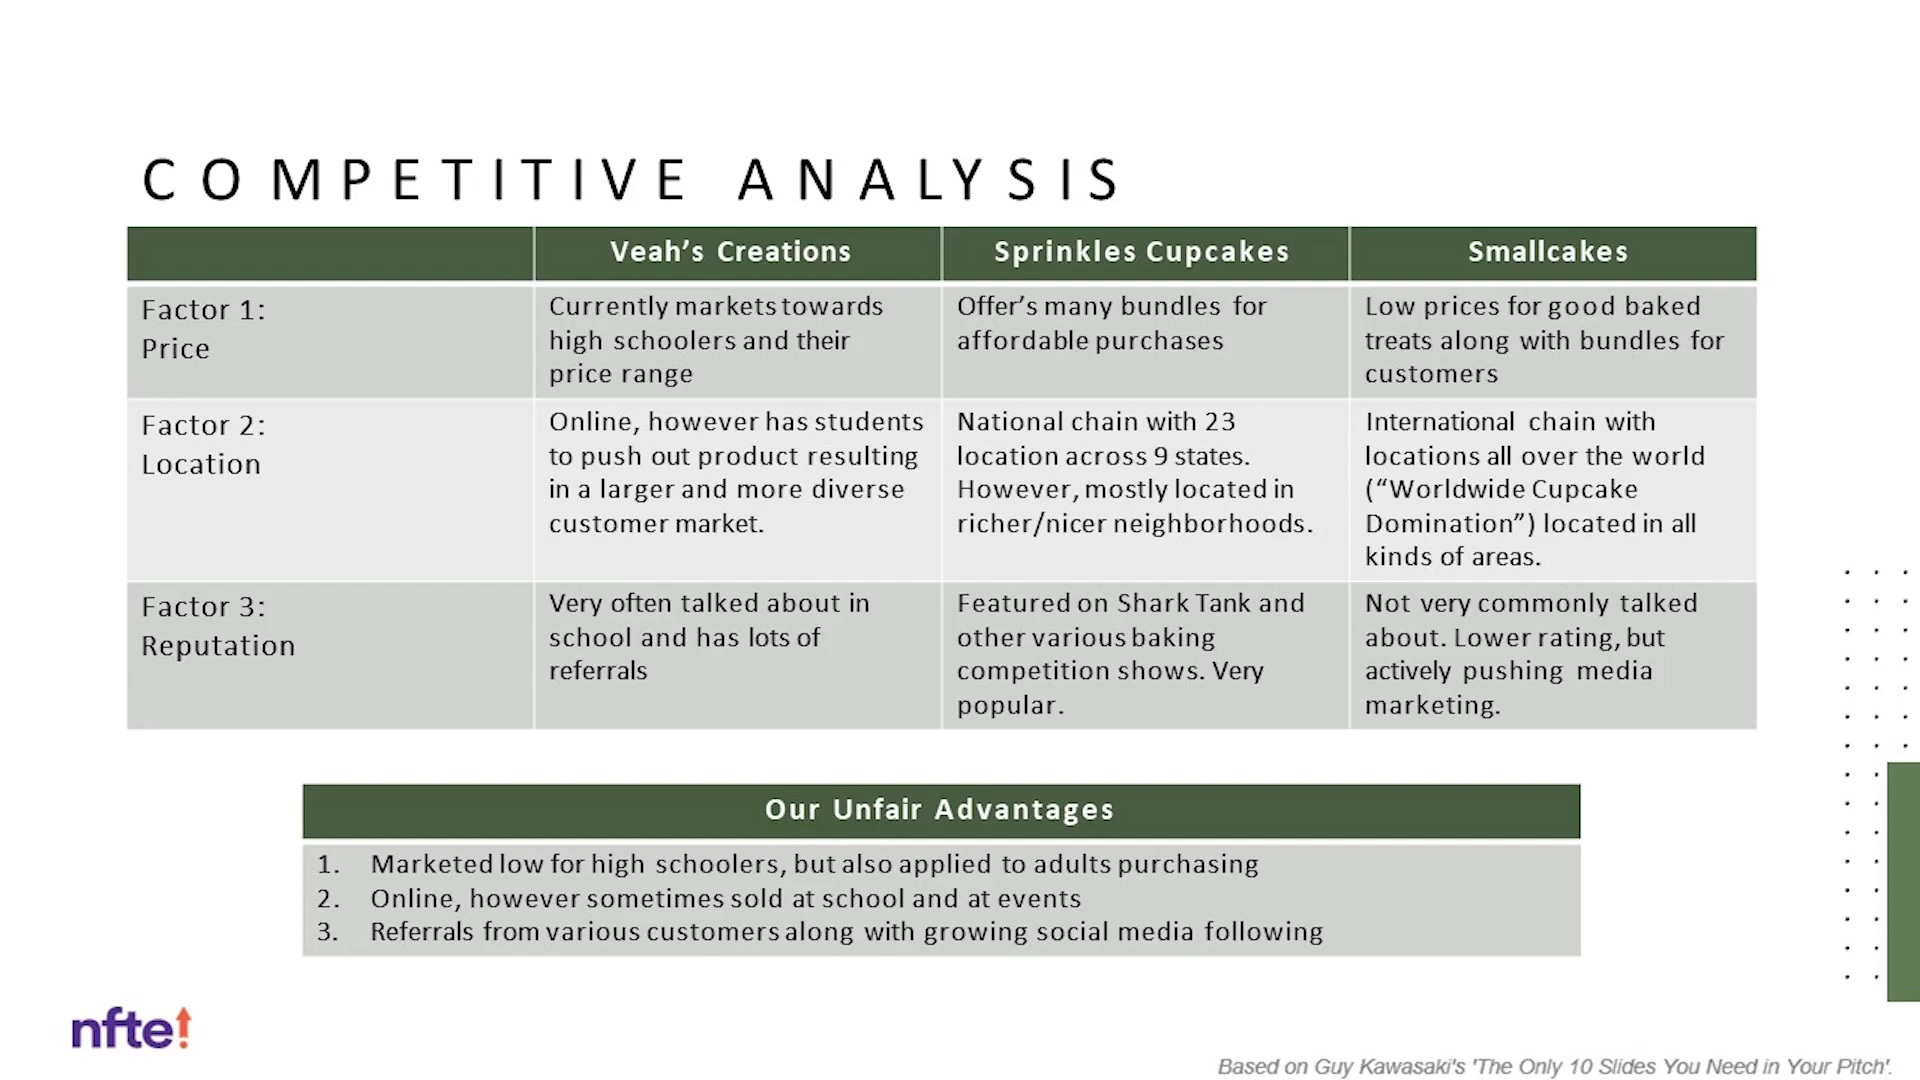 COMPETITIVE ANALYSIS
Veah’s Creations
Sprinkles Cupcakes
Smallcakes
Factor 1:
Price
Currently markets towards
high schoolers and their
price range
Offer’s many bundles for
affordable purchases
Low prices for good baked
treats along with bundles for
customers
Factor 2:
Location
Online, however has students
to push out product resulting
in a larger and more diverse
customer market.
National chain with 23
location across 9 states.
However, mostly located in
richer/nicer neighborhoods.
International chain with
locations all over the world
(“Worldwide Cupcake
Domination”) located in all
kinds of areas.
Factor 3:
Reputation
Very often talked about in
school and has lots of
referrals
Featured on Shark Tank and
other various baking
competition shows. Very
popular.
Not very commonly talked
about. Lower rating, but
actively pushing media
marketing.
Our Unfair Advantages
1. Marketed low for high schoolers, but also applied to adults purchasing
2. Online, however sometimes sold at school and at events
3. Referrals from various customers along with growing social media following
nfte!
Based on Guy Kawasaki's 'The Only 10 Slides You Need in Your Pitch'.